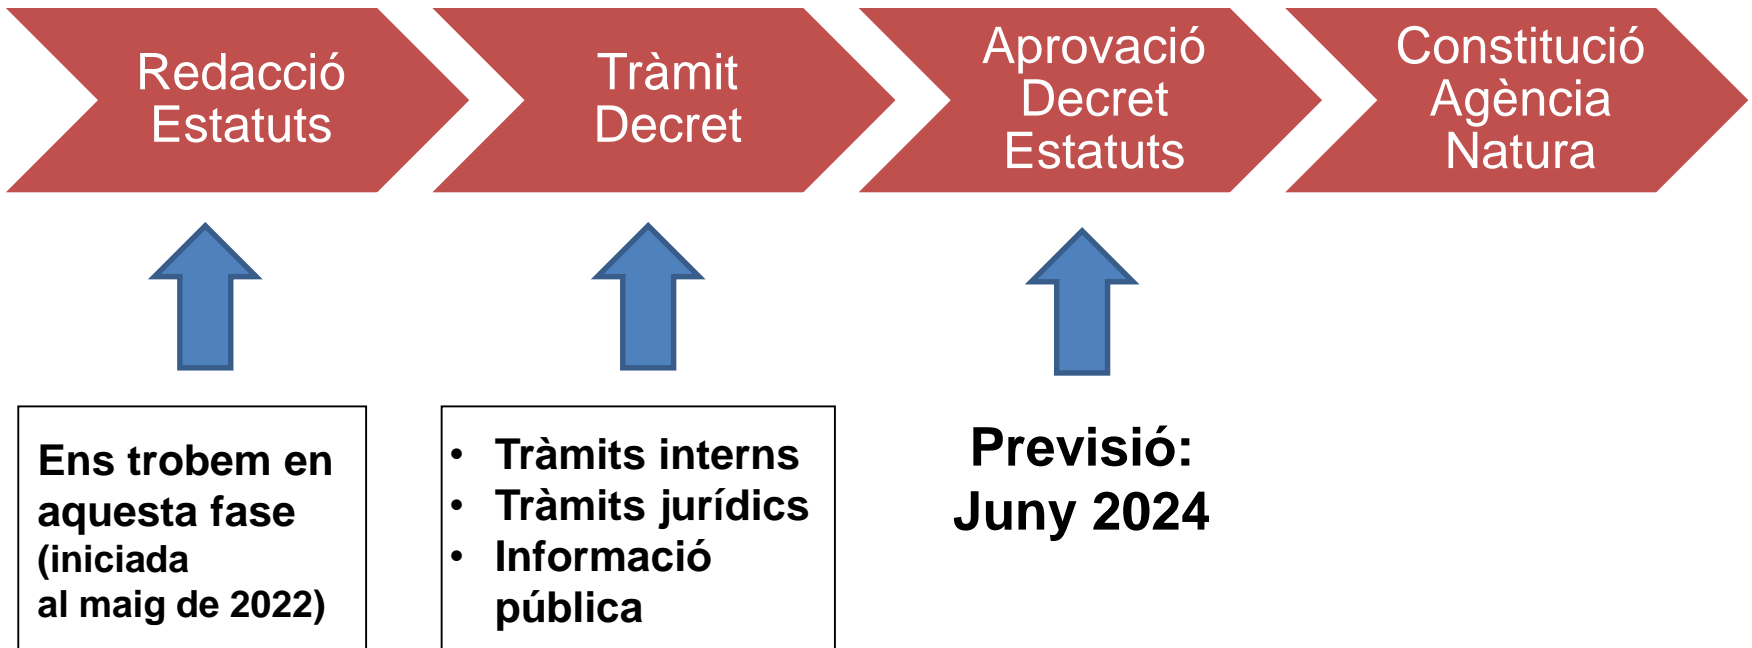 Redacció
Estatuts
Tràmit
Decret
Aprovació
Decret
Estatuts
Constitució
Agència
Natura
Ens trobem en
aquesta fase
(iniciada
al maig de 2022)
• Tràmits interns
• Tràmits jurídics
• Informació
pública
Previsió:
Juny 2024